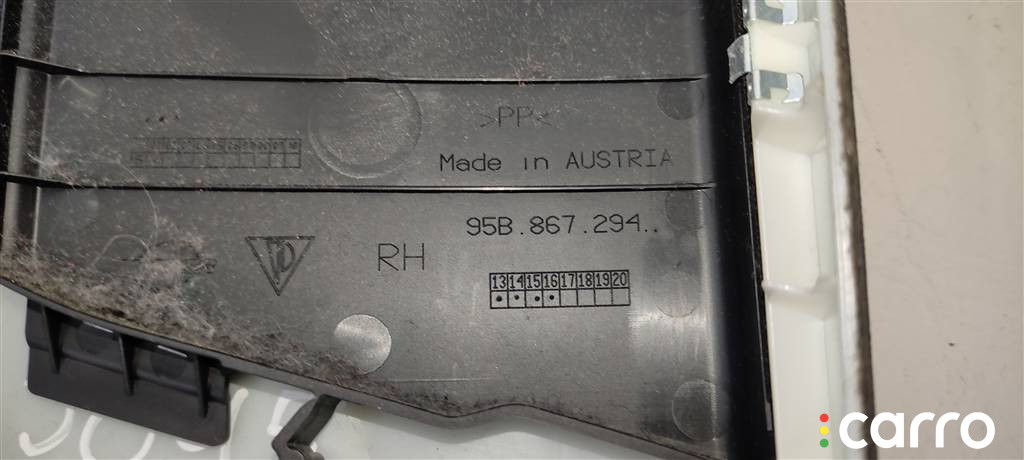 >PP<
Made in AUSTRIA
95B.867.294..
RH
13 14 15 16 17 18 19 20
carro